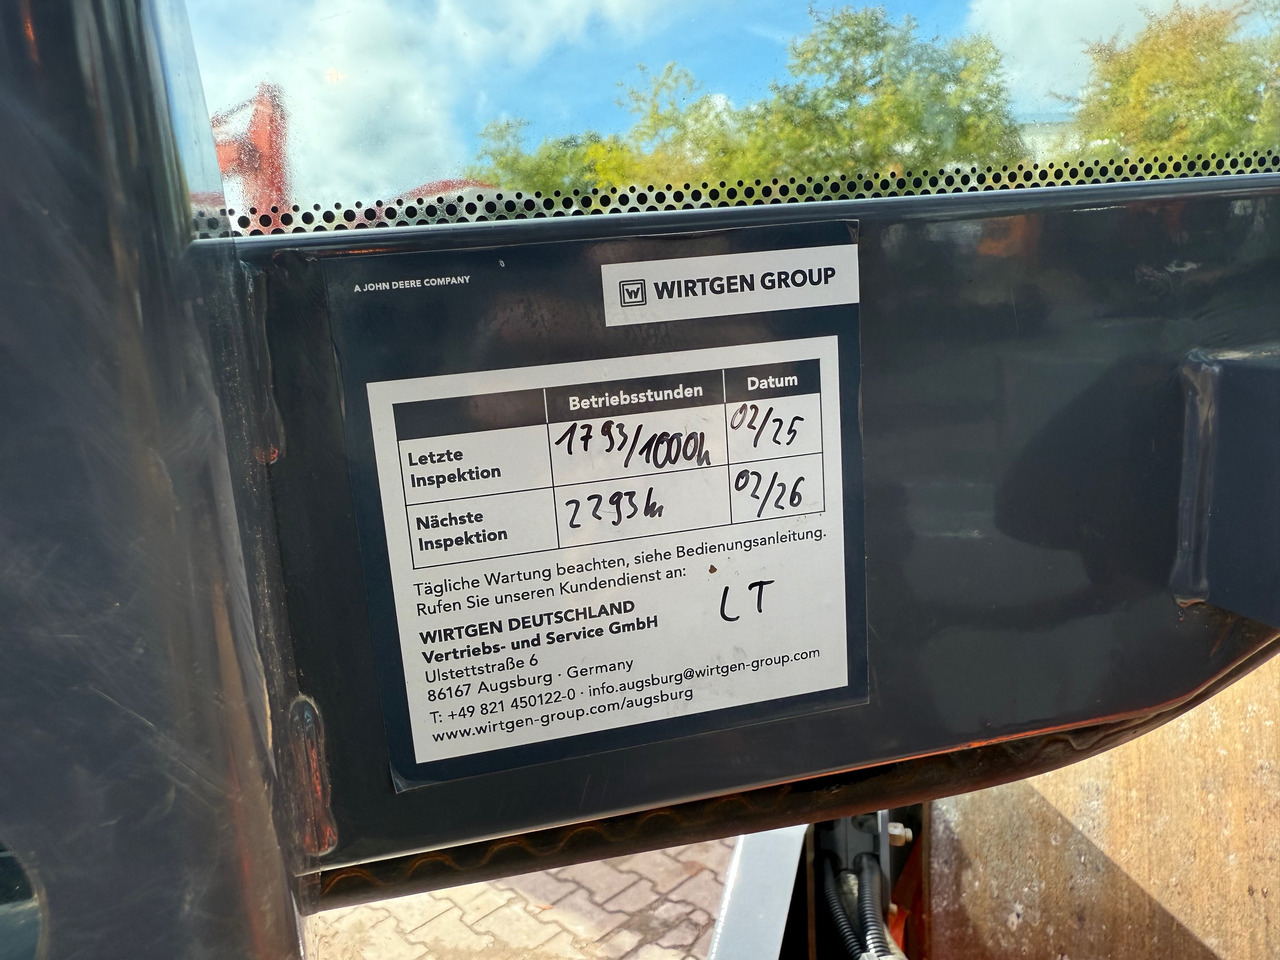 A JOHN DEERE COMPANY
WIRTGEN GROUP
Betriebsstunden Datum
Letzte Inspektion 1793/1000h 02/25
Nächste Inspektion 2293h 02/26
Tägliche Wartung beachten, siehe Bedienungsanleitung.
Rufen Sie unseren Kundendienst an:
LT
WIRTGEN DEUTSCHLAND
Vertriebs- und Service GmbH
Ulstettstraße 6
86167 Augsburg · Germany
T: +49 821 450122-0 · info.augsburg@wirtgen-group.com
www.wirtgen-group.com/augsburg